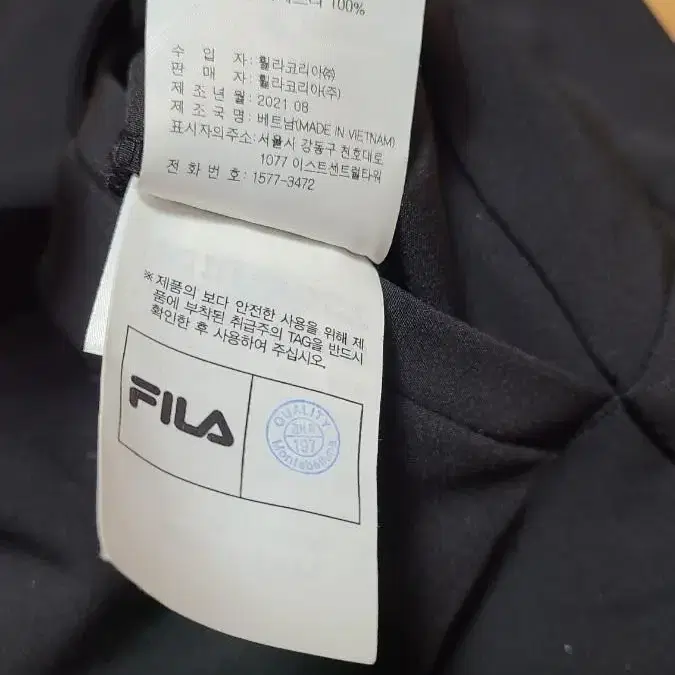 100%
수 입 자 : 휠라코리아㈜
판 매 자 : 휠라코리아(주)
제 조 년 월 : 2021 08
제 조 국 명 : 베트남(MADE IN VIETNAM)
표시자의주소: 서울시 강동구 천호대로
1077 이스트센트럴타워
전 화 번 호 : 1577-3472
※제품의 보다 안전한 사용을 위해 제
품에 부착된 취급주의 TAG을 반드시
확인한 후 사용하여 주십시오.
FILA
QUALITY
197